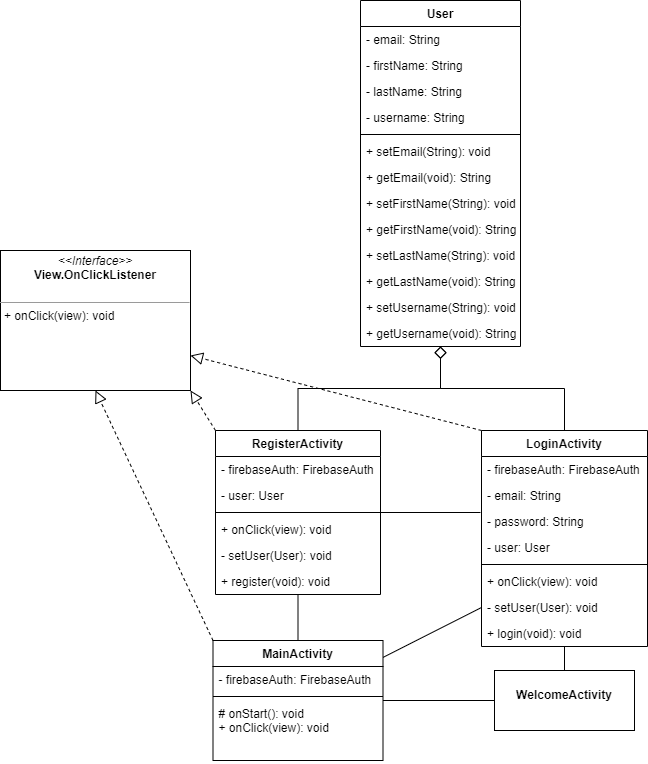 User
- email: String
- firstName: String
- lastName: String
- username: String
+ setEmail(String): void
+ getEmail(void): String
+ setFirstName(String): void
+ getFirstName(void): String
+ setLastName(String): void
+ getLastName(void): String
+ setUsername(String): void
+ getUsername(void): String
<<Interface>>
View.OnClickListener
+ onClick(view): void
RegisterActivity
- firebaseAuth: FirebaseAuth
- user: User
+ onClick(view): void
- setUser(User): void
+ register(void): void
LoginActivity
- firebaseAuth: FirebaseAuth
- email: String
- password: String
- user: User
+ onClick(view): void
- setUser(User): void
+ login(void): void
MainActivity
- firebaseAuth: FirebaseAuth
# onStart(): void
+ onClick(view): void
WelcomeActivity